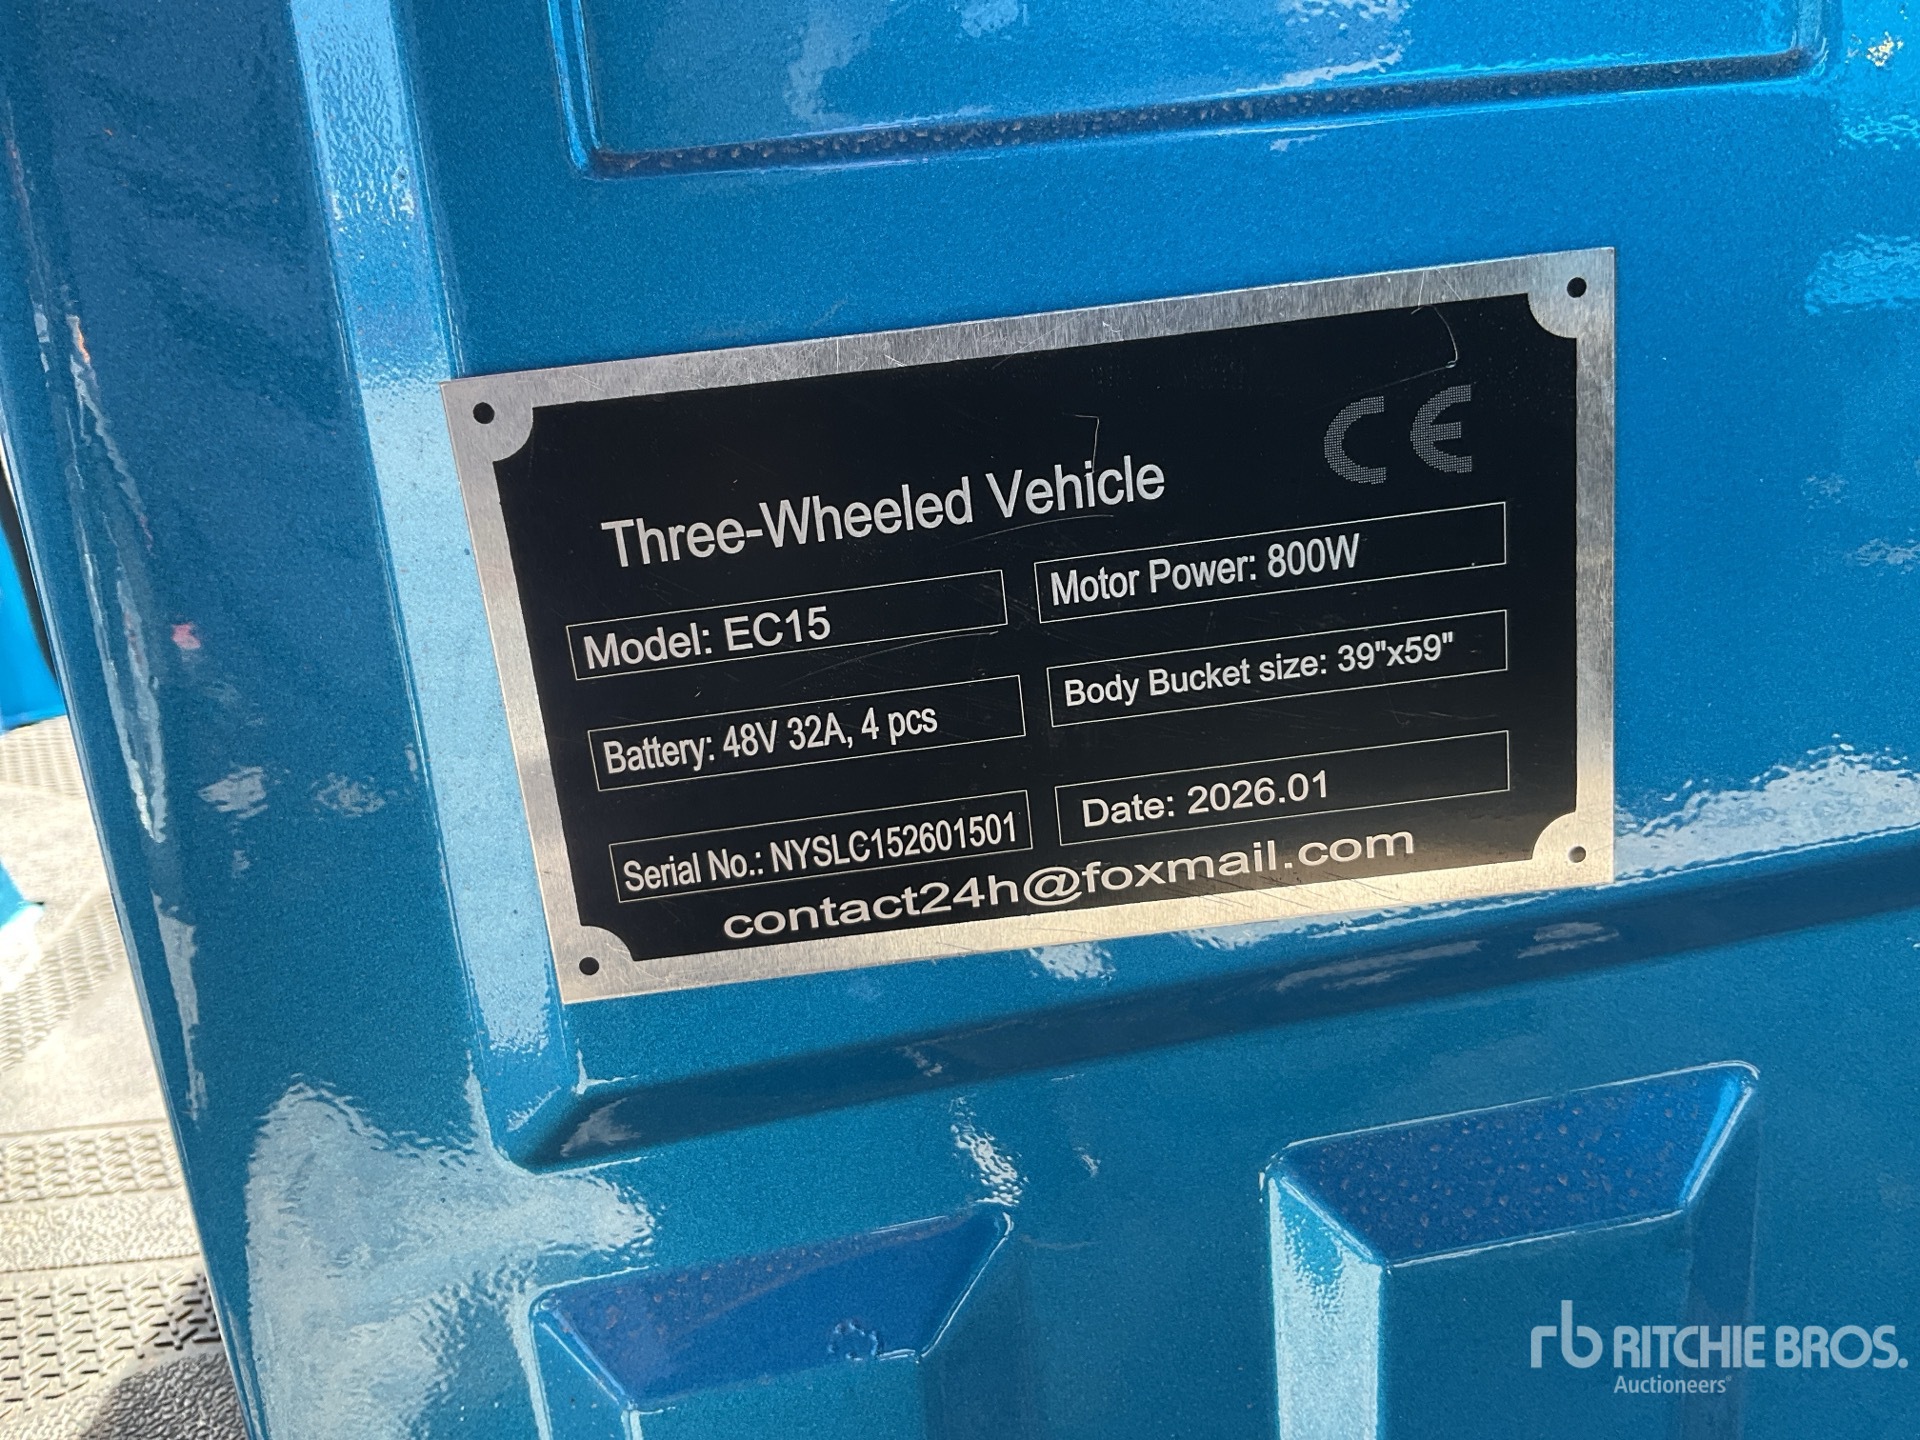 CE
Three-Wheeled Vehicle
Model: EC15
Motor Power: 800W
Battery: 48V 32A, 4 pcs
Body Bucket size: 39"x59"
Serial No.: NYSLC152601501
Date: 2026.01
contact24h@foxmail.com
rb RITCHIE BROS.
Auctioneers